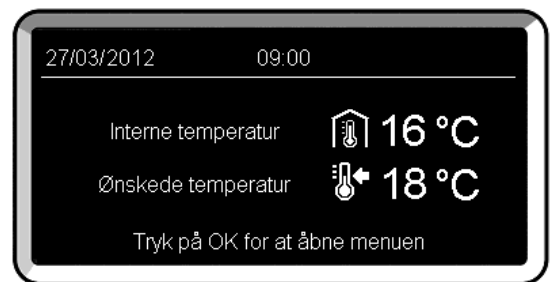 27/03/2012 09:00
Interne temperatur 16 °C
Ønskede temperatur 18 °C
Tryk på OK for at åbne menuen